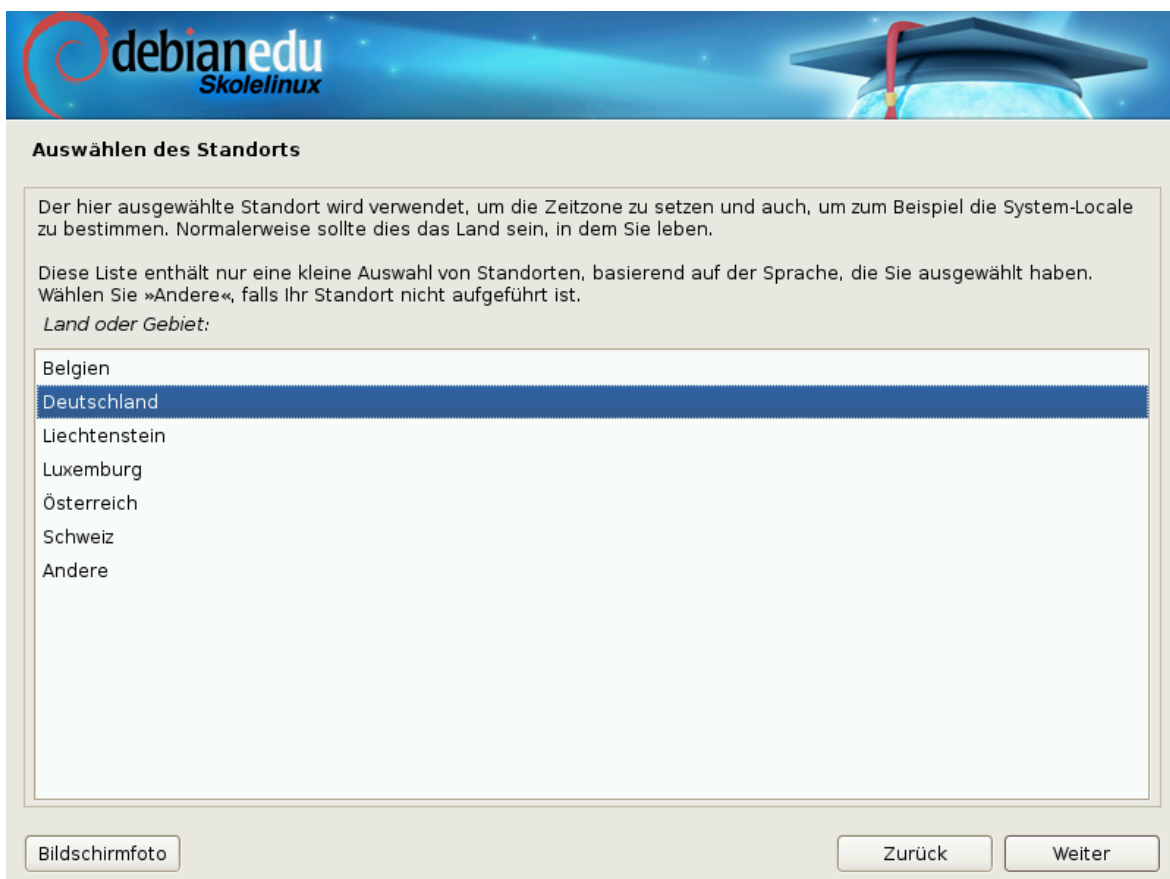 debianedu
Skolelinux
Auswählen des Standorts
Der hier ausgewählte Standort wird verwendet, um die Zeitzone zu setzen und auch, um zum Beispiel die System-Locale
zu bestimmen. Normalerweise sollte dies das Land sein, in dem Sie leben.
Diese Liste enthält nur eine kleine Auswahl von Standorten, basierend auf der Sprache, die Sie ausgewählt haben.
Wählen Sie »Andere«, falls Ihr Standort nicht aufgeführt ist.
Land oder Gebiet:
Belgien
Deutschland
Liechtenstein
Luxemburg
Österreich
Schweiz
Andere
Bildschirmfoto
Zurück
Weiter